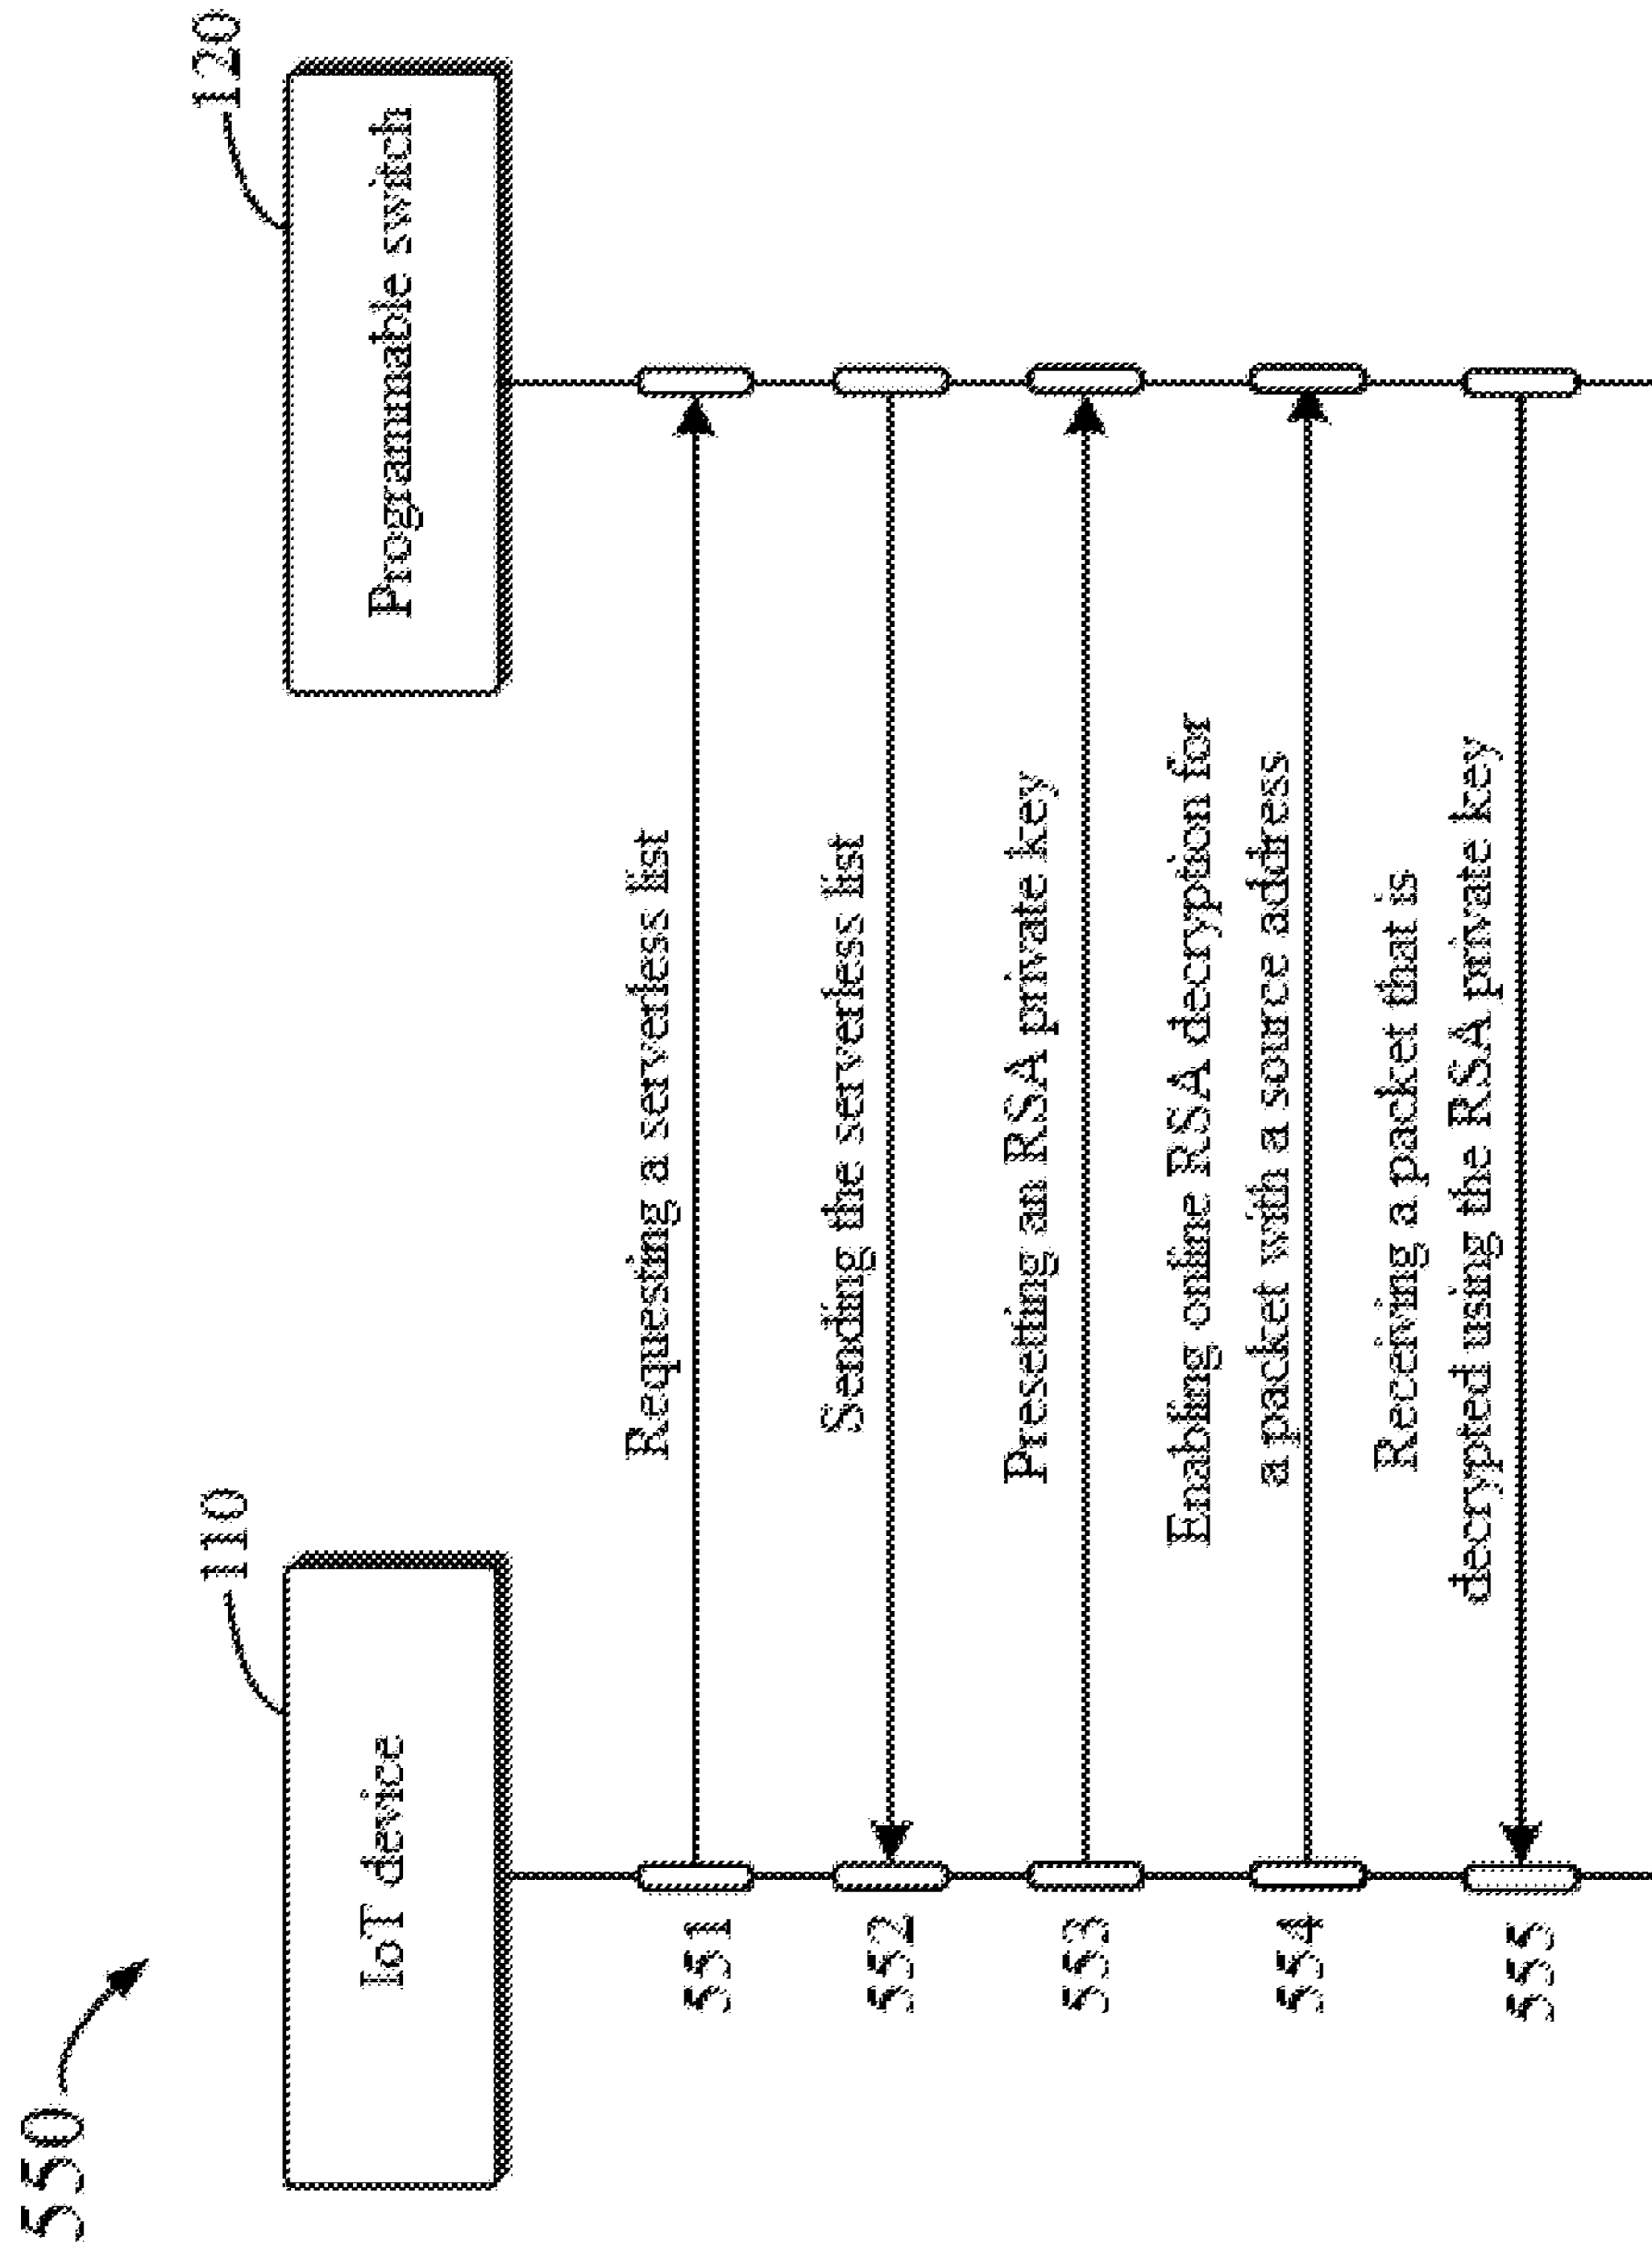 550
110
120
IoT device
Programmable switch
551
Requesting a serverless list
552
Sending the serverless list
553
Presetting an RSA private key
554
Enabling online RSA decryption for
a packet with a source address
555
Receiving a packet that is
decrypted using the RSA private key